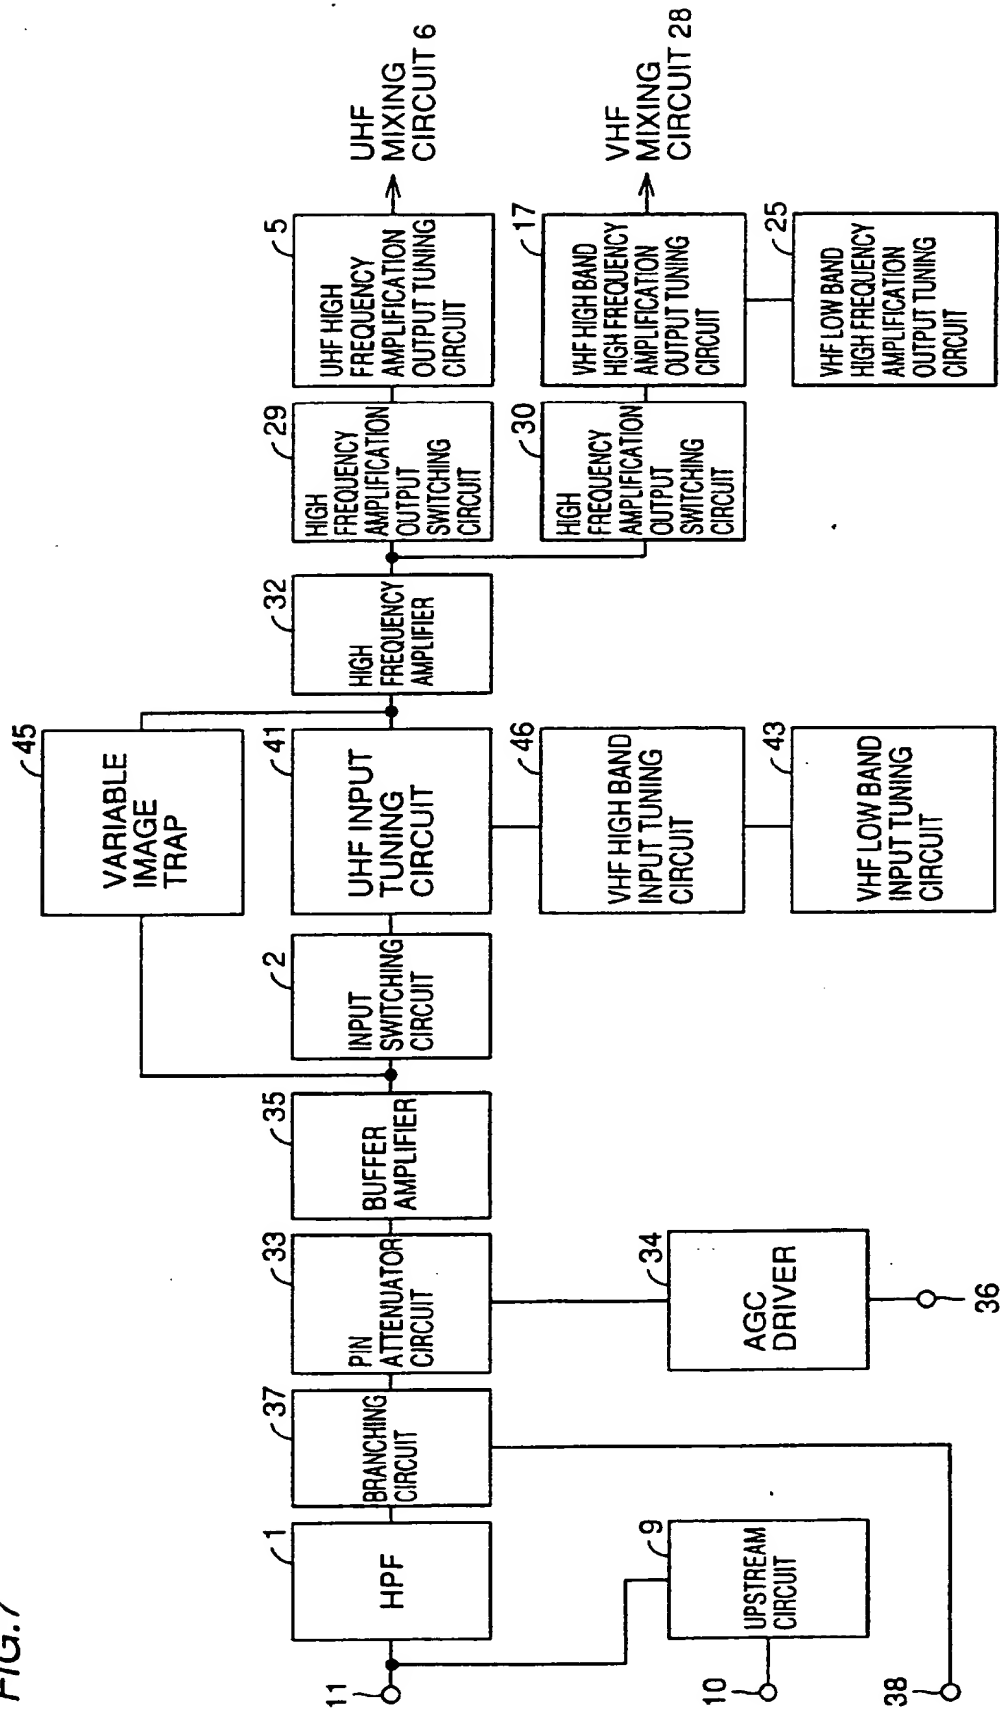 FIG.7
11
1
HPF
37
BRANCHING
CIRCUIT
33
PIN
ATTENUATOR
CIRCUIT
35
BUFFER
AMPLIFIER
2
INPUT
SWITCHING
CIRCUIT
45
VARIABLE
IMAGE
TRAP
41
UHF INPUT
TUNING
CIRCUIT
32
HIGH
FREQUENCY
AMPLIFIER
29
HIGH
FREQUENCY
AMPLIFICATION
OUTPUT
SWITCHING
CIRCUIT
5
UHF HIGH
FREQUENCY
AMPLIFICATION
OUTPUT TUNING
CIRCUIT
UHF
MIXING
CIRCUIT 6
46
VHF HIGH BAND
INPUT TUNING
CIRCUIT
30
HIGH
FREQUENCY
AMPLIFICATION
OUTPUT
SWITCHING
CIRCUIT
17
VHF HIGH BAND
HIGH FREQUENCY
AMPLIFICATION
OUTPUT TUNING
CIRCUIT
VHF
MIXING
CIRCUIT 28
10
9
UPSTREAM
CIRCUIT
34
AGC
DRIVER
36
43
VHF LOW BAND
INPUT TUNING
CIRCUIT
25
VHF LOW BAND
HIGH FREQUENCY
AMPLIFICATION
OUTPUT TUNING
CIRCUIT
38